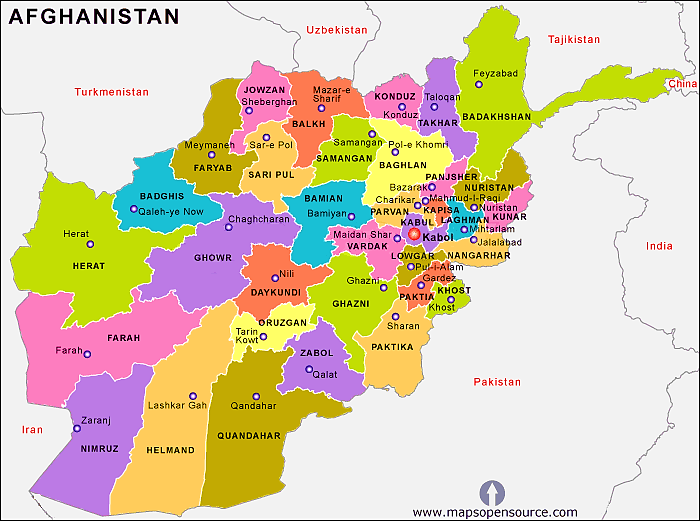 AFGHANISTAN
Uzbekistan
Tajikistan
Turkmenistan
China
India
Pakistan
Iran
JOWZAN
Sheberghan
Mazar-e
Sharif
BALKH
KONDUZ
Konduz
Taloqan
TAKHAR
Feyzabad
BADAKHSHAN
Meymaneh
FARYAB
Sar-e Pol
SARI PUL
Samangan
SAMANGAN
Pol-e Khomri
BAGHLAN
PANJSHER
Bazarak
NURISTAN
Nuristan
KUNAR
Charikar
Mahmud-I-Raqi
PARVAN
KAPISA
LAGHMAN
Mihtarlam
BADGHIS
Qaleh-ye Now
BAMIAN
Bamiyan
Chaghcharan
GHOWR
KABUL
Kabol
Maidan Shar
VARDAK
Jalalabad
NANGARHAR
LOWGAR
Pul-i-Alam
Herat
HERAT
Nili
DAYKUNDI
Ghazni
GHAZNI
Gardez
PAKTIA
KHOST
Khost
FARAH
Farah
ORUZGAN
Tarin
Kowt
Sharan
PAKTIKA
ZABOL
Qalat
Lashkar Gah
HELMAND
Qandahar
QUANDAHAR
Zaranj
NIMRUZ
www.mapsopensource.com